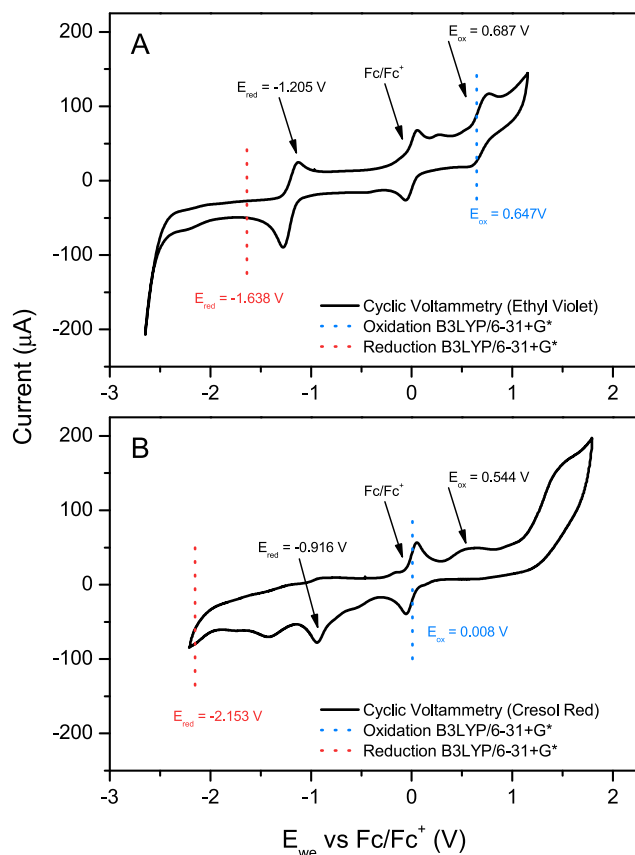 200
100
0
-100
-200
A
E_ox = 0.687 V
E_red = -1.205 V
Fc/Fc⁺
E_ox = 0.647V
E_red = -1.638 V
Cyclic Voltammetry (Ethyl Violet)
Oxidation B3LYP/6-31+G*
Reduction B3LYP/6-31+G*
-3 -2 -1 0 1 2
Current (μA)
200
100
0
-100
-200
B
E_ox = 0.544 V
Fc/Fc⁺
E_red = -0.916 V
E_ox = 0.008 V
E_red = -2.153 V
Cyclic Voltammetry (Cresol Red)
Oxidation B3LYP/6-31+G*
Reduction B3LYP/6-31+G*
-3 -2 -1 0 1 2
E_we vs Fc/Fc⁺ (V)